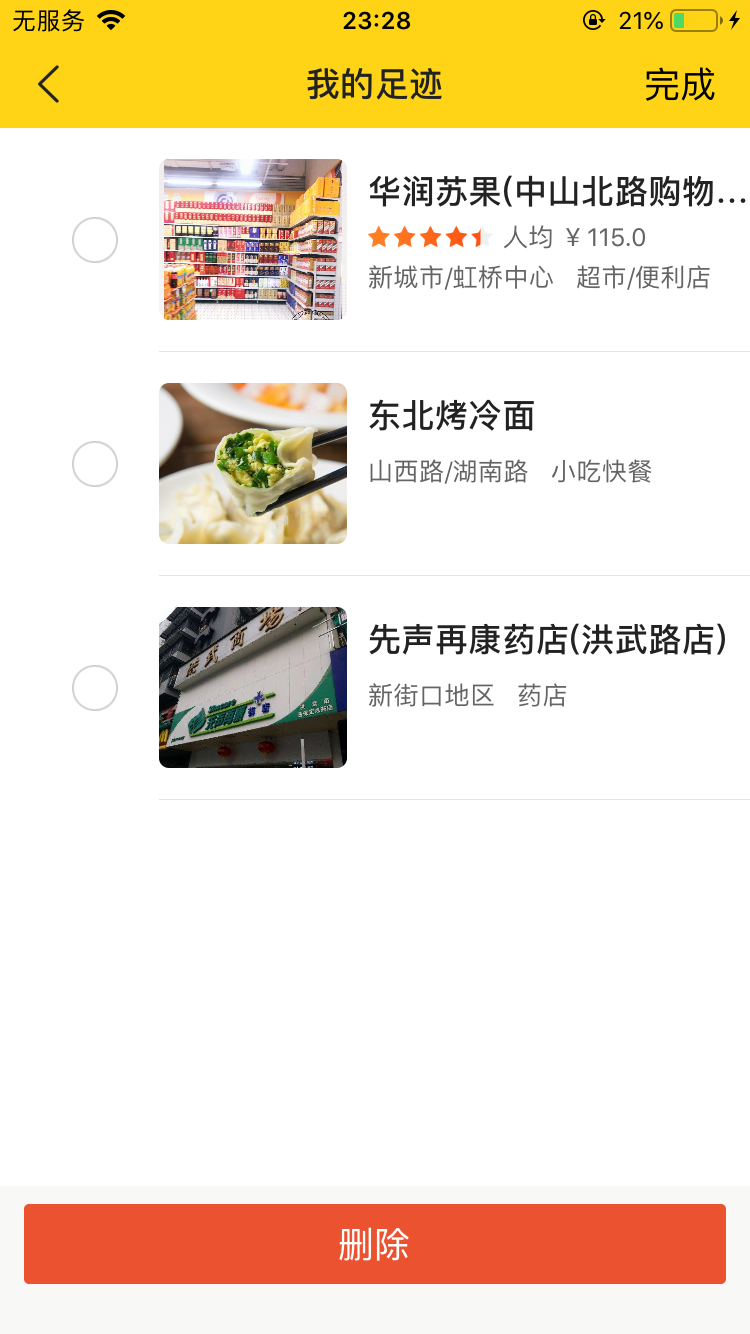 无服务 23:28 21%
我的足迹 完成
华润苏果(中山北路购物...
人均 ¥115.0
新城市/虹桥中心 超市/便利店
东北烤冷面
山西路/湖南路 小吃快餐
先声再康药店(洪武路店)
新街口地区 药店
删除